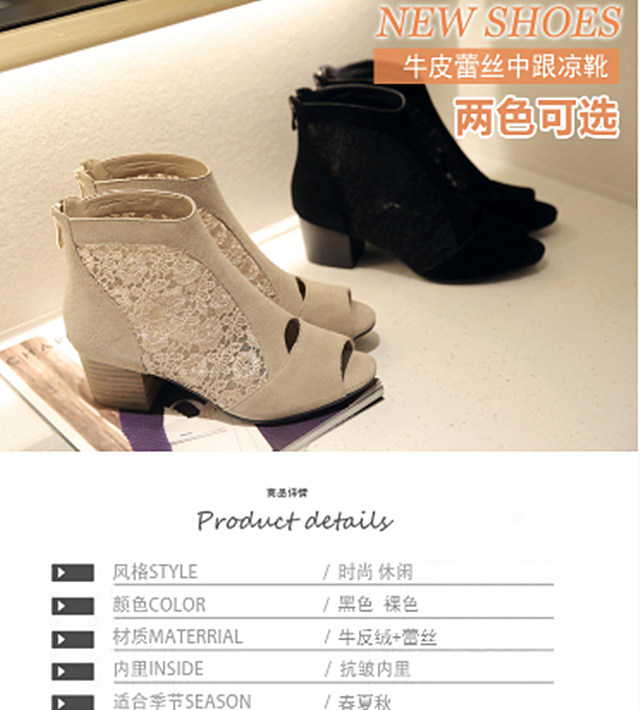 NEW SHOES
牛皮蕾丝中跟凉靴
两色可选
商品详情
Product details
风格STYLE / 时尚 休闲
颜色COLOR / 黑色 裸色
材质MATERRIAL / 牛反绒+蕾丝
内里INSIDE / 抗皱内里
适合季节SEASON / 春夏秋